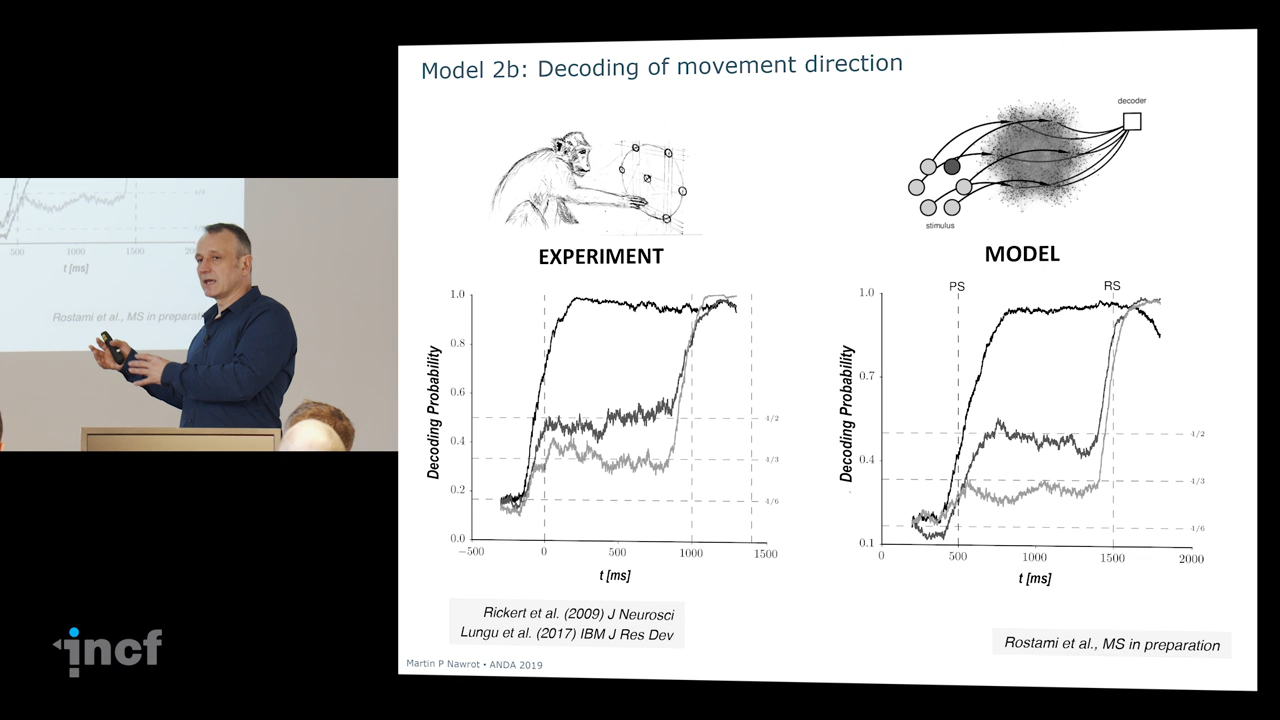 Model 2b: Decoding of movement direction
decoder
stimulus
EXPERIMENT
MODEL
1.0
0.8
0.6
0.4
0.2
0.0
Decoding Probability
1/2
1/3
1/6
−500
0
500
1000
1500
t [ms]
PS
RS
1.0
0.7
0.4
0.1
Decoding Probability
1/2
1/3
1/6
0
500
1000
1500
2000
t [ms]
Rickert et al. (2009) J Neurosci
Lungu et al. (2017) IBM J Res Dev
Rostami et al., MS in preparation
Martin P Nawrot • ANDA 2019
500
1000
1500
t [ms]
Rostami et al., MS in preparat
incf